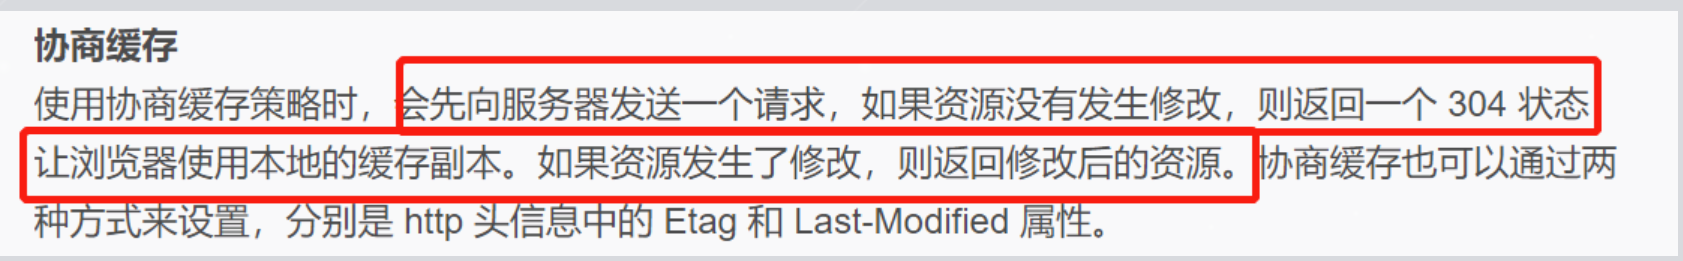 协商缓存
使用协商缓存策略时，会先向服务器发送一个请求，如果资源没有发生修改，则返回一个 304 状态
让浏览器使用本地的缓存副本。如果资源发生了修改，则返回修改后的资源。协商缓存也可以通过两
种方式来设置，分别是 http 头信息中的 Etag 和 Last-Modified 属性。